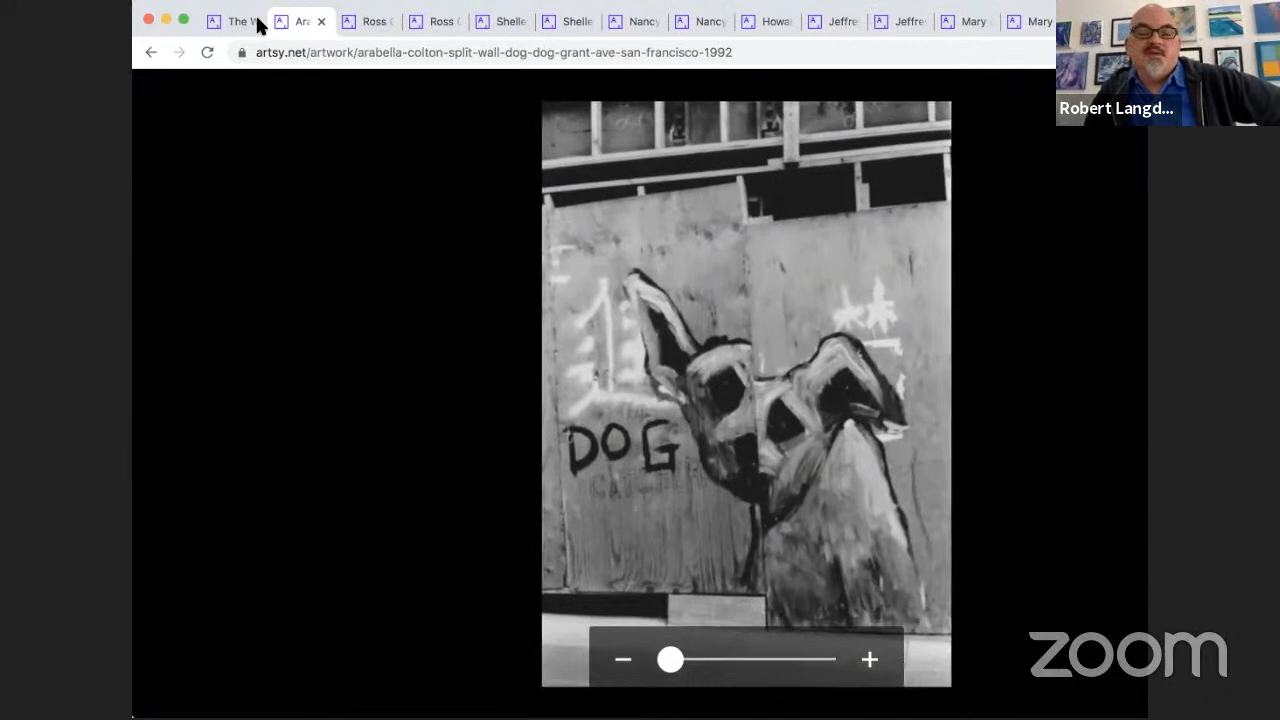 The W
Ara
Ross
Ross
Shelle
Shelle
Nancy
Nancy
Howa
Jeffre
Jeffre
Mary
Mary
artsy.net/artwork/arabella-colton-split-wall-dog-dog-grant-ave-san-francisco-1992
Robert Langd...
DOG
zoom